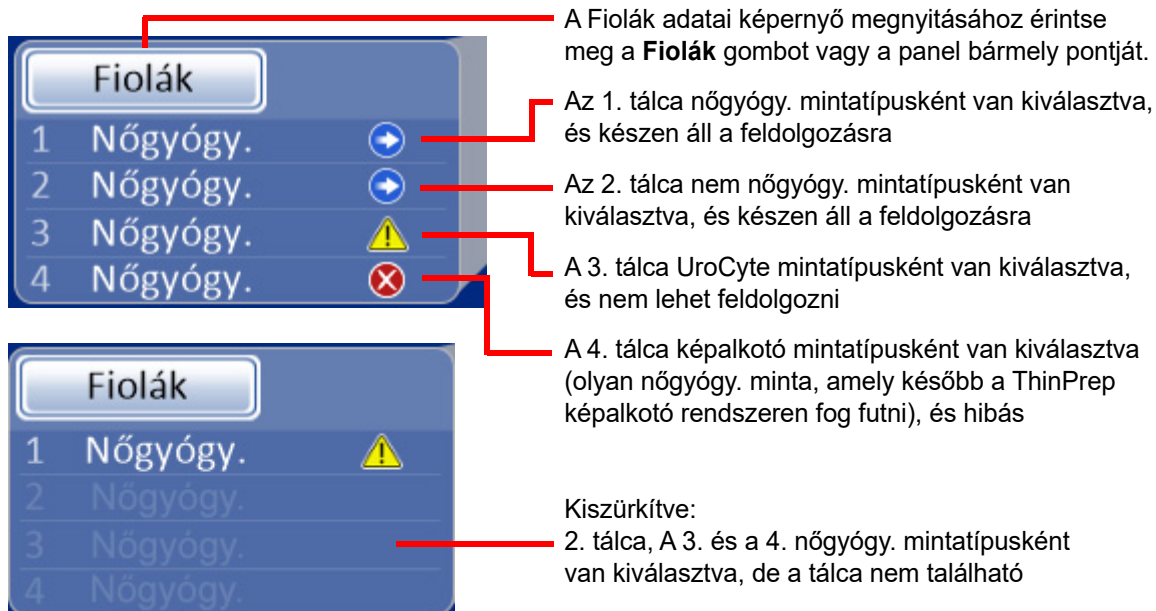 A Fiolák adatai képernyő megnyitásához érintse
meg a Fiolák gombot vagy a panel bármely pontját.
Fiolák
1 Nőgyógy.
2 Nőgyógy.
3 Nőgyógy.
4 Nőgyógy.
Az 1. tálca nőgyógy. mintatípusként van kiválasztva,
és készen áll a feldolgozásra
Az 2. tálca nem nőgyógy. mintatípusként van
kiválasztva, és készen áll a feldolgozásra
A 3. tálca UroCyte mintatípusként van kiválasztva,
és nem lehet feldolgozni
A 4. tálca képalkotó mintatípusként van kiválasztva
(olyan nőgyógy. minta, amely később a ThinPrep
képalkotó rendszeren fog futni), és hibás
Fiolák
1 Nőgyógy.
2 Nőgyógy.
3 Nőgyógy.
4 Nőgyógy.
Kiszürkítve:
2. tálca, A 3. és a 4. nőgyógy. mintatípusként
van kiválasztva, de a tálca nem található